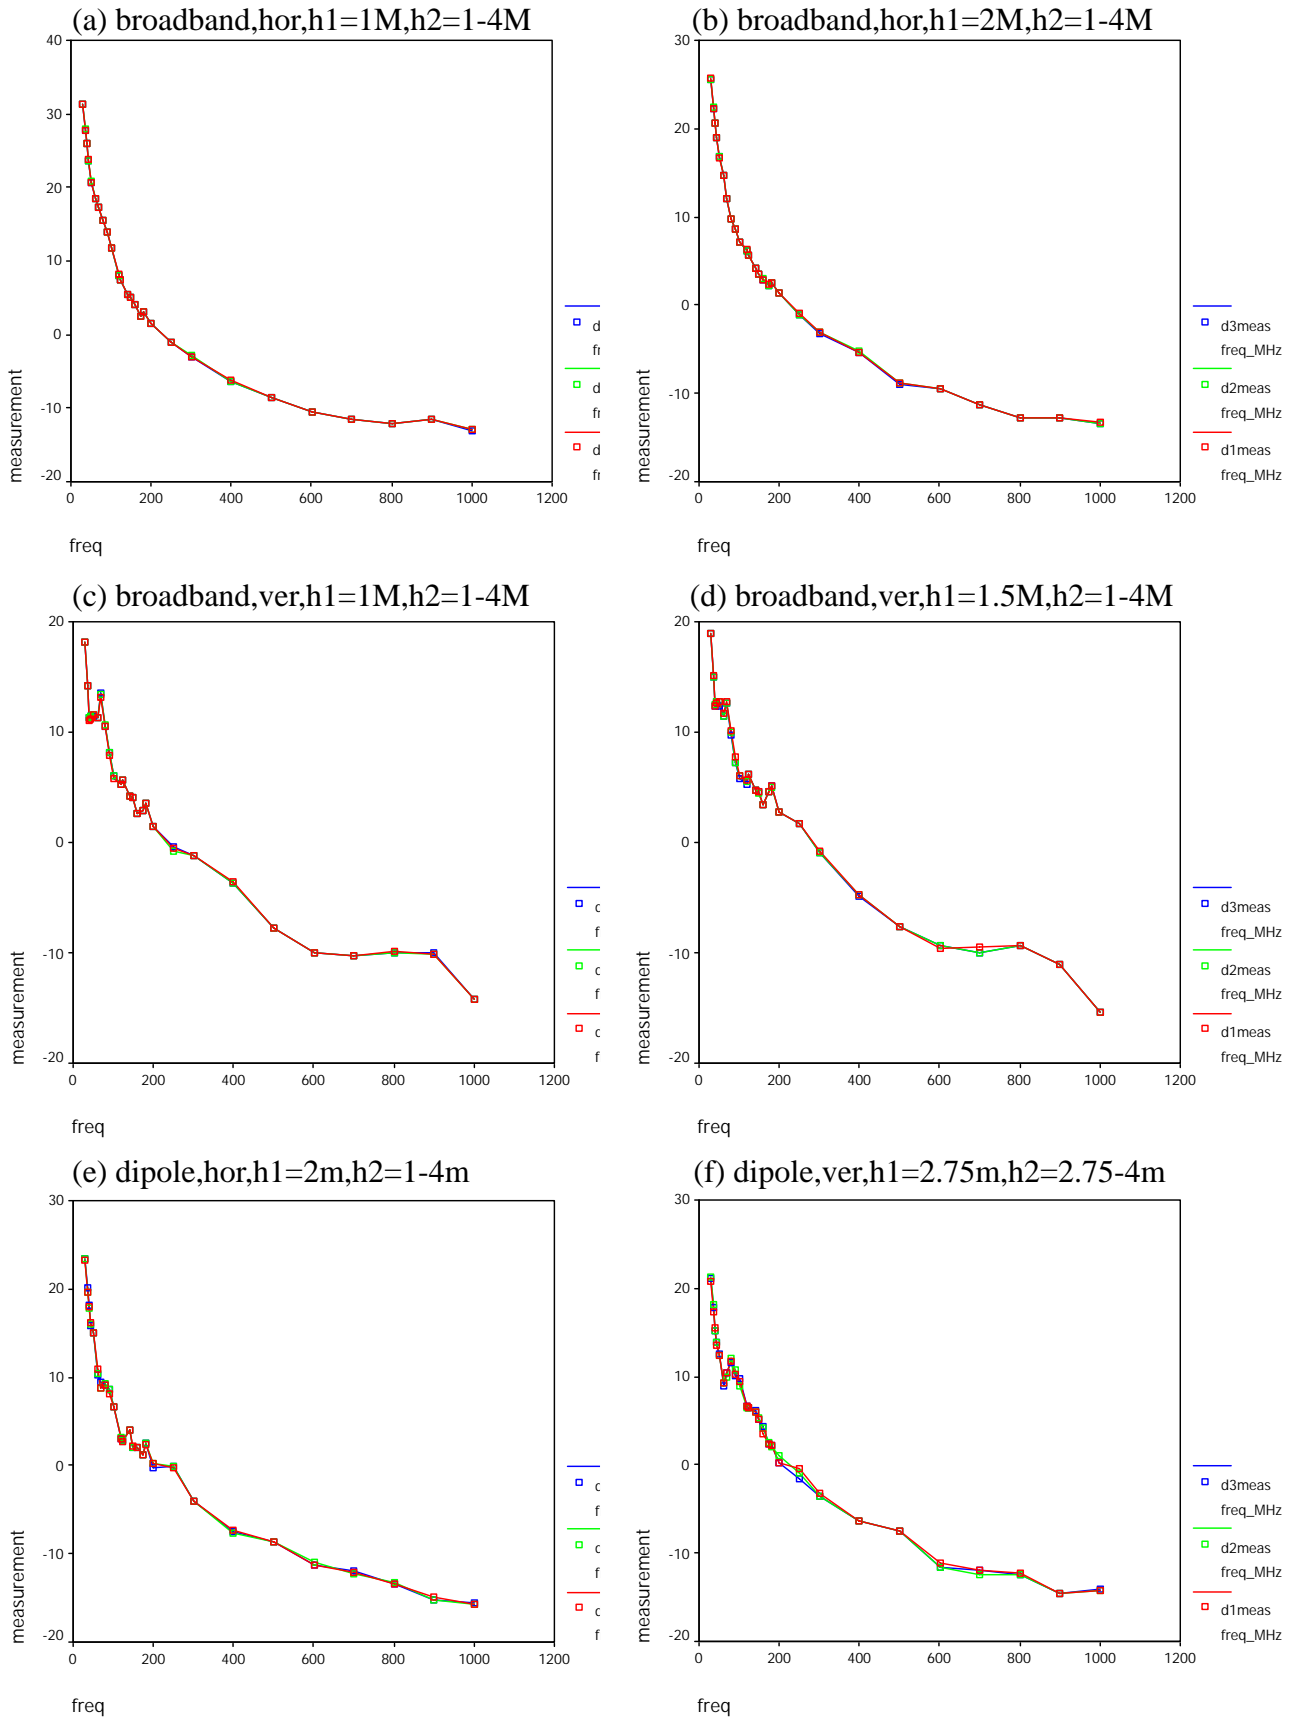 (a) broadband,hor,h1=1M,h2=1-4M
40
30
20
10
0
-10
-20
0 200 400 600 800 1000 1200
measurement
freq
d
fr
d
fr
d
fr
(b) broadband,hor,h1=2M,h2=1-4M
30
20
10
0
-10
-20
0 200 400 600 800 1000 1200
measurement
freq
d3meas
freq_MHz
d2meas
freq_MHz
d1meas
freq_MHz
(c) broadband,ver,h1=1M,h2=1-4M
20
10
0
-10
-20
0 200 400 600 800 1000 1200
measurement
freq
f
f
f
(d) broadband,ver,h1=1.5M,h2=1-4M
20
10
0
-10
-20
0 200 400 600 800 1000 1200
measurement
freq
d3meas
freq_MHz
d2meas
freq_MHz
d1meas
freq_MHz
(e) dipole,hor,h1=2m,h2=1-4m
30
20
10
0
-10
-20
0 200 400 600 800 1000 1200
measurement
freq
f
f
f
(f) dipole,ver,h1=2.75m,h2=2.75-4m
30
20
10
0
-10
-20
0 200 400 600 800 1000 1200
measurement
freq
d3meas
freq_MHz
d2meas
freq_MHz
d1meas
freq_MHz